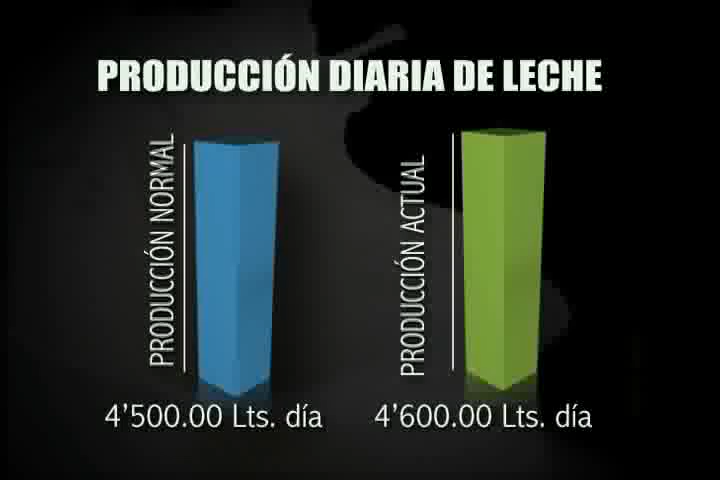 PRODUCCIÓN DIARIA DE LECHE
PRODUCCIÓN NORMAL
PRODUCCIÓN ACTUAL
4'500.00 Lts. día
4'600.00 Lts. día